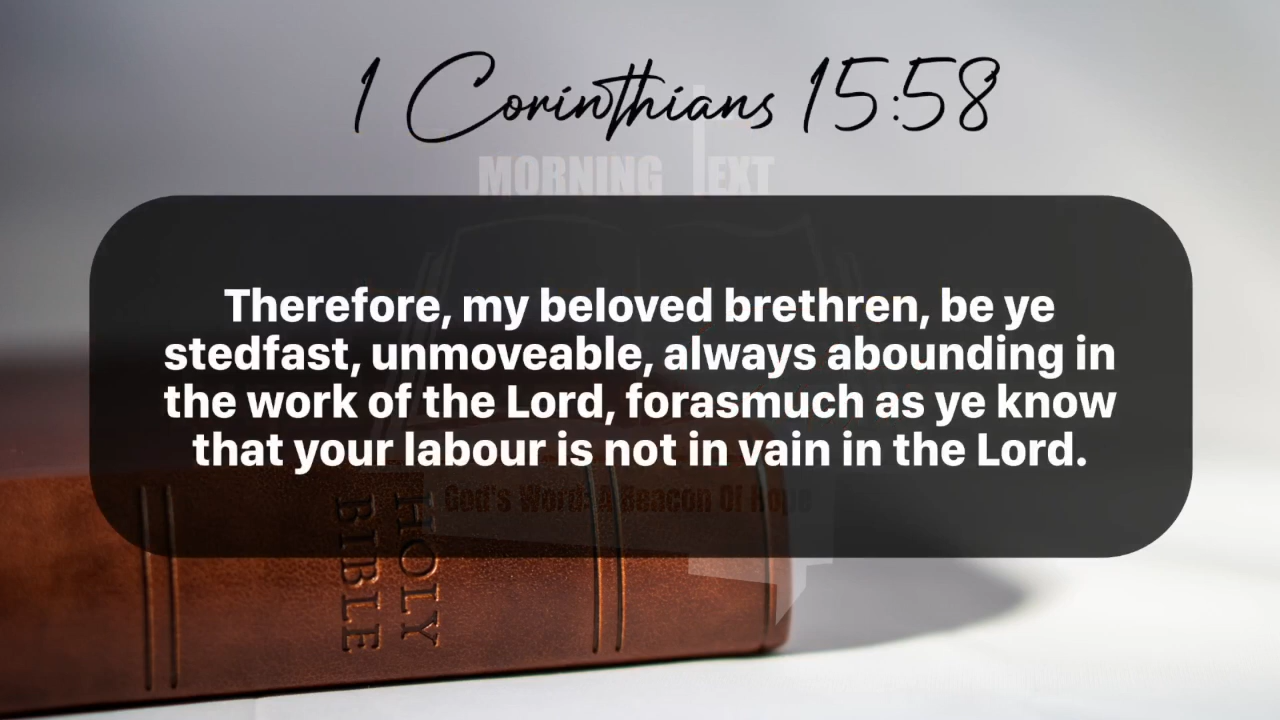 1 Corinthians 15:58
MORNING TEXT
Therefore, my beloved brethren, be ye
stedfast, unmoveable, always abounding in
the work of the Lord, forasmuch as ye know
that your labour is not in vain in the Lord.
God's Word: A Beacon Of Hope
HOLY
BIBLE